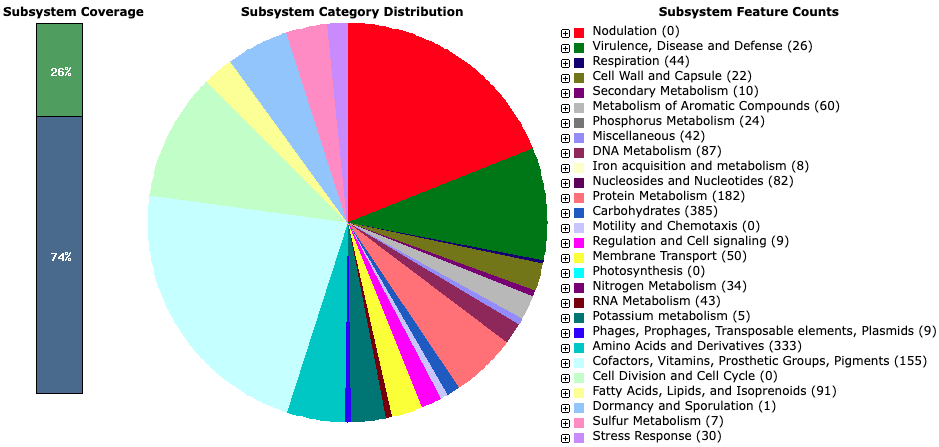 Subsystem Coverage
Subsystem Category Distribution
Subsystem Feature Counts
26%
74%
Nodulation (0)
Virulence, Disease and Defense (26)
Respiration (44)
Cell Wall and Capsule (22)
Secondary Metabolism (10)
Metabolism of Aromatic Compounds (60)
Phosphorus Metabolism (24)
Miscellaneous (42)
DNA Metabolism (87)
Iron acquisition and metabolism (8)
Nucleosides and Nucleotides (82)
Protein Metabolism (182)
Carbohydrates (385)
Motility and Chemotaxis (0)
Regulation and Cell signaling (9)
Membrane Transport (50)
Photosynthesis (0)
Nitrogen Metabolism (34)
RNA Metabolism (43)
Potassium metabolism (5)
Phages, Prophages, Transposable elements, Plasmids (9)
Amino Acids and Derivatives (333)
Cofactors, Vitamins, Prosthetic Groups, Pigments (155)
Cell Division and Cell Cycle (0)
Fatty Acids, Lipids, and Isoprenoids (91)
Dormancy and Sporulation (1)
Sulfur Metabolism (7)
Stress Response (30)